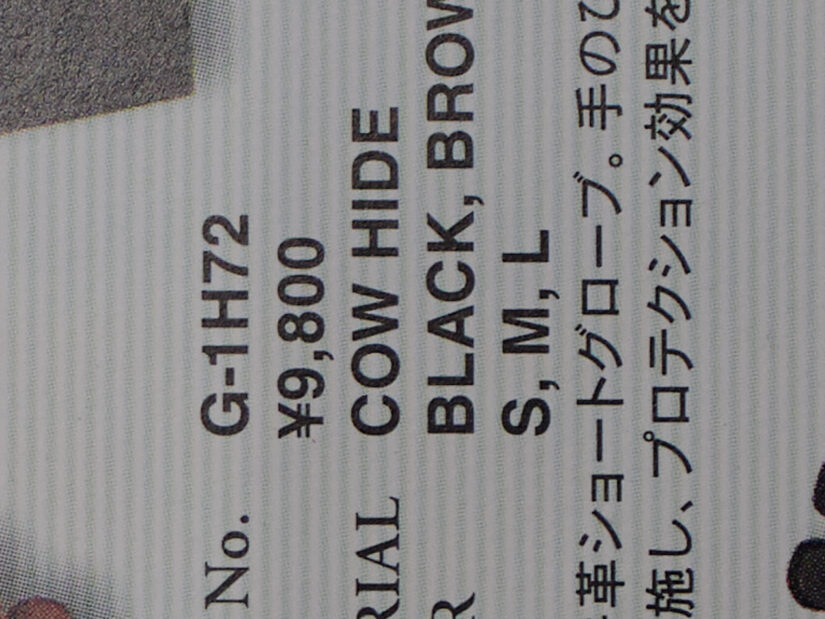 No. G-1H72
¥9,800
RIAL COW HIDE
R BLACK, BROW
S, M, L
革ショートグローブ。手のひ
施し、プロテクション効果を